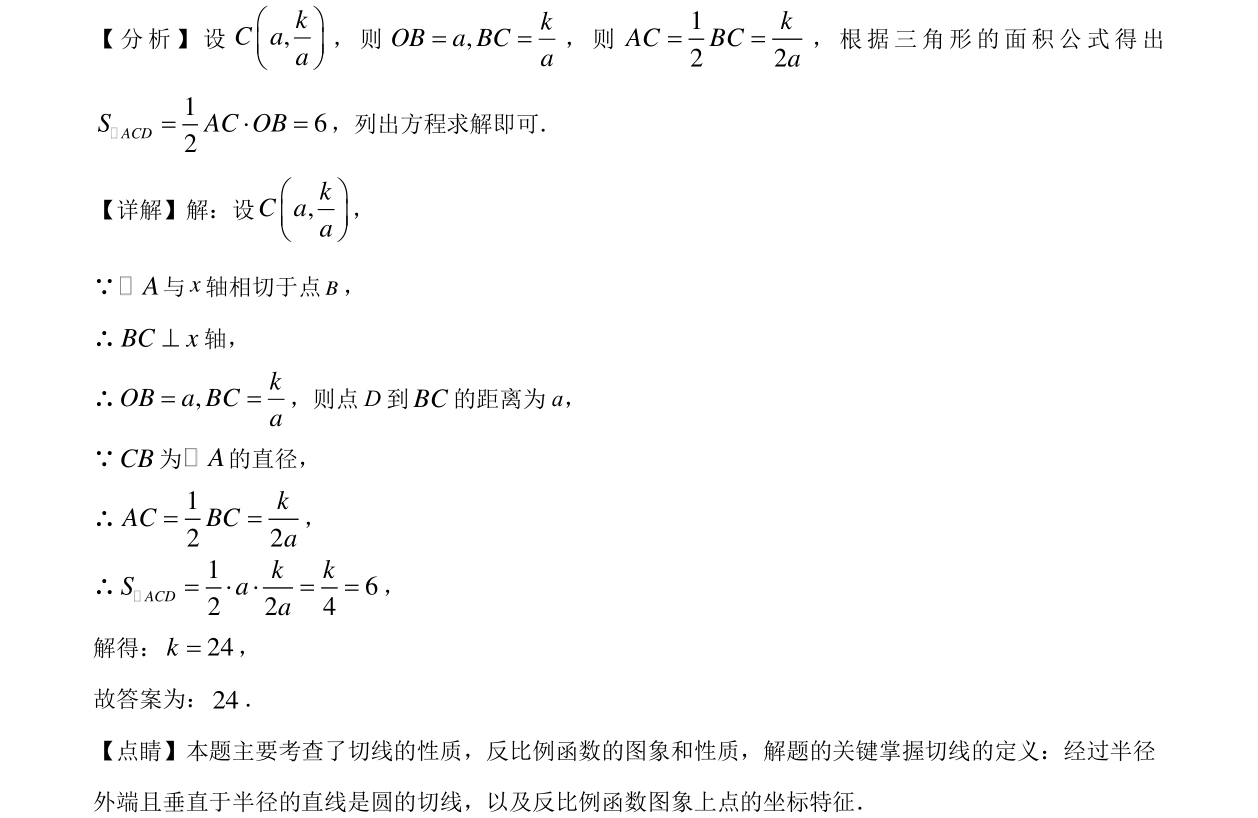 【分析】设 C(a, k/a)，则 OB = a, BC = k/a，则 AC = 1/2 BC = k/2a，根据三角形的面积公式得出
S□ACD = 1/2 AC·OB = 6，列出方程求解即可．
【详解】解：设 C(a, k/a)，
∵□ A与 x 轴相切于点 B，
∴ BC ⊥ x 轴，
∴ OB = a, BC = k/a，则点 D 到 BC 的距离为 a，
∵ CB 为□ A 的直径，
∴ AC = 1/2 BC = k/2a，
∴ S□ACD = 1/2 · a · k/2a = k/4 = 6，
解得：k = 24，
故答案为：24．
【点睛】本题主要考查了切线的性质，反比例函数的图象和性质，解题的关键掌握切线的定义：经过半径
外端且垂直于半径的直线是圆的切线，以及反比例函数图象上点的坐标特征．